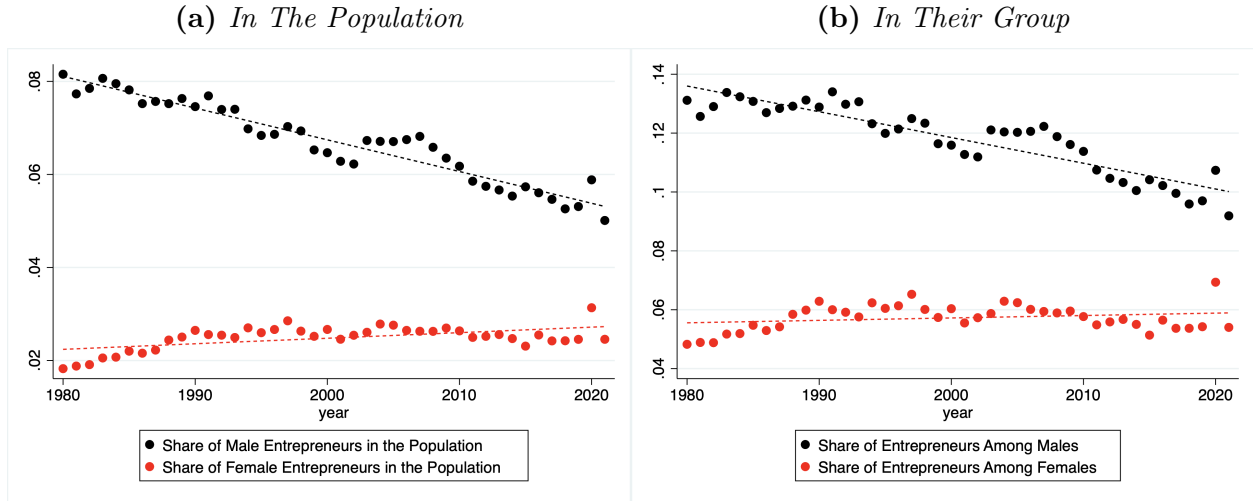 (a) In The Population
.08
.06
.04
.02
1980
1990
2000
2010
2020
year
Share of Male Entrepreneurs in the Population
Share of Female Entrepreneurs in the Population
(b) In Their Group
.14
.12
.1
.08
.06
.04
1980
1990
2000
2010
2020
year
Share of Entrepreneurs Among Males
Share of Entrepreneurs Among Females